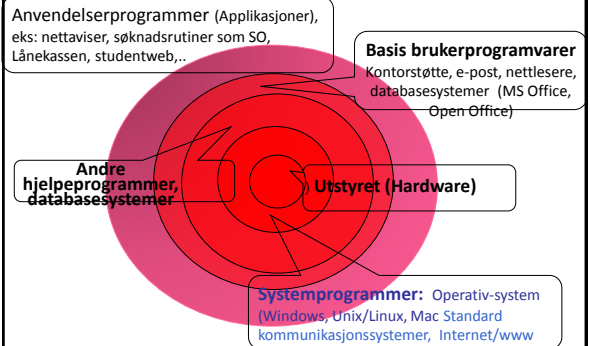 Anvendelserprogrammer (Applikasjoner),
eks: nettaviser, søknadsrutiner som SO,
Lånekassen, studentweb,..
Basis brukerprogramvarer
Kontorstøtte, e-post, nettlesere,
databasesystemer (MS Office,
Open Office)
Andre
hjelpeprogrammer,
databasesystemer
Utstyret (Hardware)
Systemprogrammer: Operativ-system
(Windows, Unix/Linux, Mac Standard
kommunikasjonssystemer, Internet/www